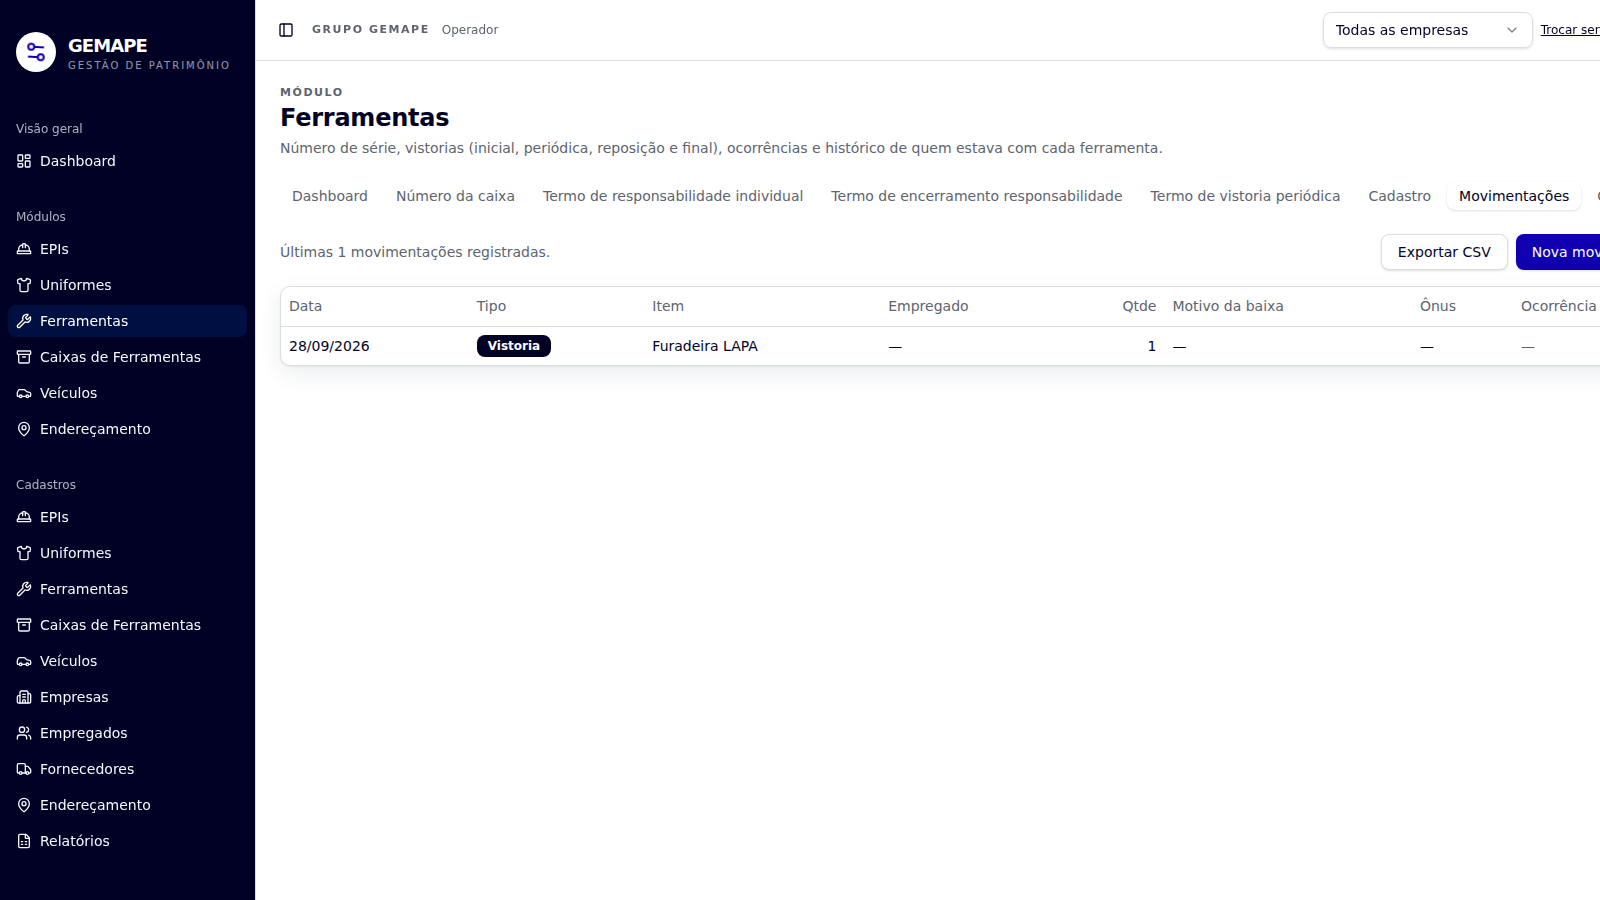 GEMAPE
GESTÃO DE PATRIMÔNIO
Visão geral
Dashboard
Módulos
EPIs
Uniformes
Ferramentas
Caixas de Ferramentas
Veículos
Endereçamento
Cadastros
EPIs
Uniformes
Ferramentas
Caixas de Ferramentas
Veículos
Empresas
Empregados
Fornecedores
Endereçamento
Relatórios
GRUPO GEMAPE Operador Todas as empresas Trocar
MÓDULO
Ferramentas
Número de série, vistorias (inicial, periódica, reposição e final), ocorrências e histórico de quem estava com cada ferramenta.
Dashboard Número da caixa Termo de responsabilidade individual Termo de encerramento responsabilidade Termo de vistoria periódica Cadastro Movimentações
Últimas 1 movimentações registradas. Exportar CSV Nova
Data Tipo Item Empregado Qtde Motivo da baixa Ônus Ocorrência
28/09/2026 Vistoria Furadeira LAPA — 1 — — —